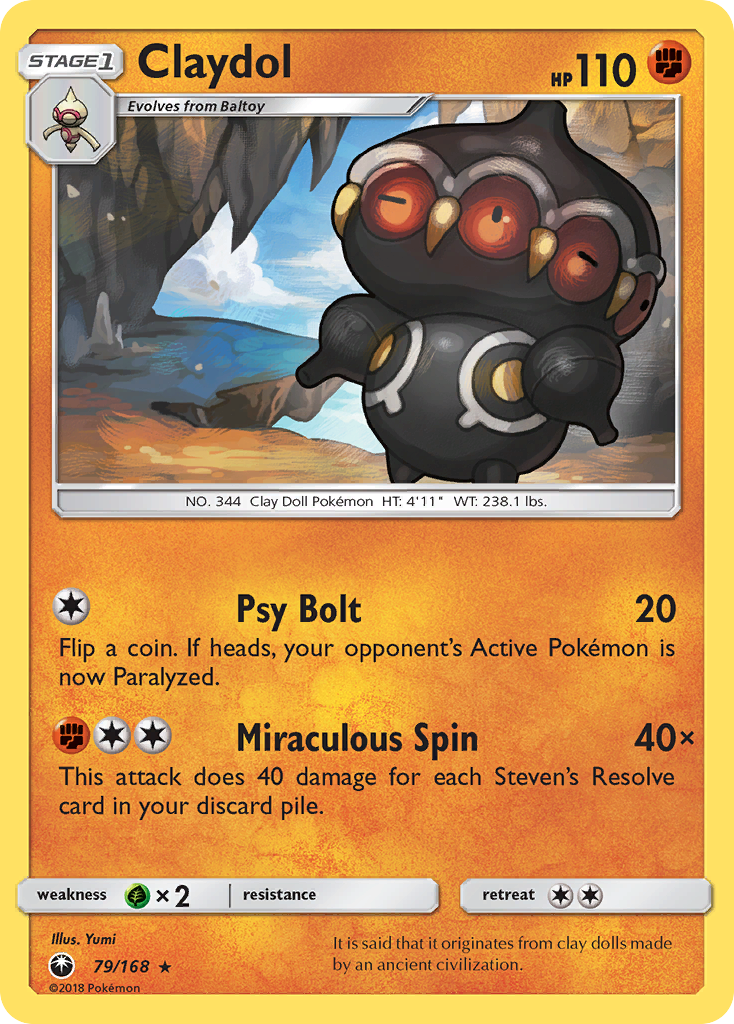 STAGE1
Claydol
HP110
Evolves from Baltoy
NO. 344 Clay Doll Pokémon HT: 4'11" WT: 238.1 lbs.
Psy Bolt 20
Flip a coin. If heads, your opponent's Active Pokémon is
now Paralyzed.
Miraculous Spin 40×
This attack does 40 damage for each Steven's Resolve
card in your discard pile.
weakness ×2 resistance retreat
Illus. Yumi
79/168 ★
©2018 Pokémon
It is said that it originates from clay dolls made
by an ancient civilization.